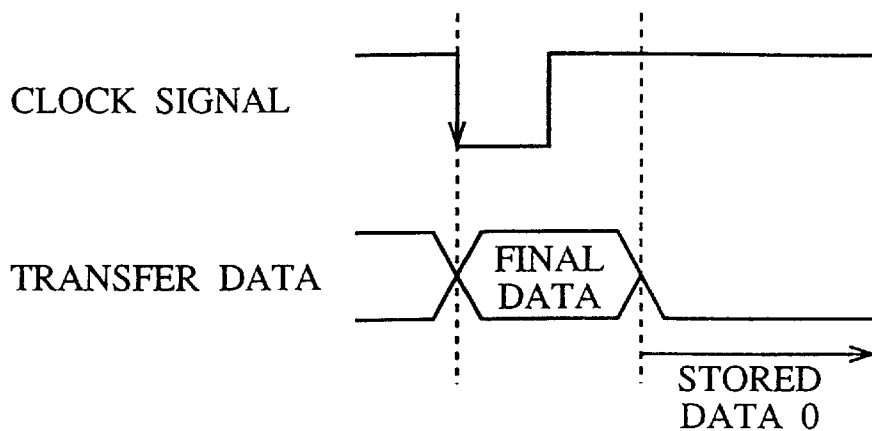 CLOCK SIGNAL
TRANSFER DATA
FINAL
DATA
STORED
DATA 0